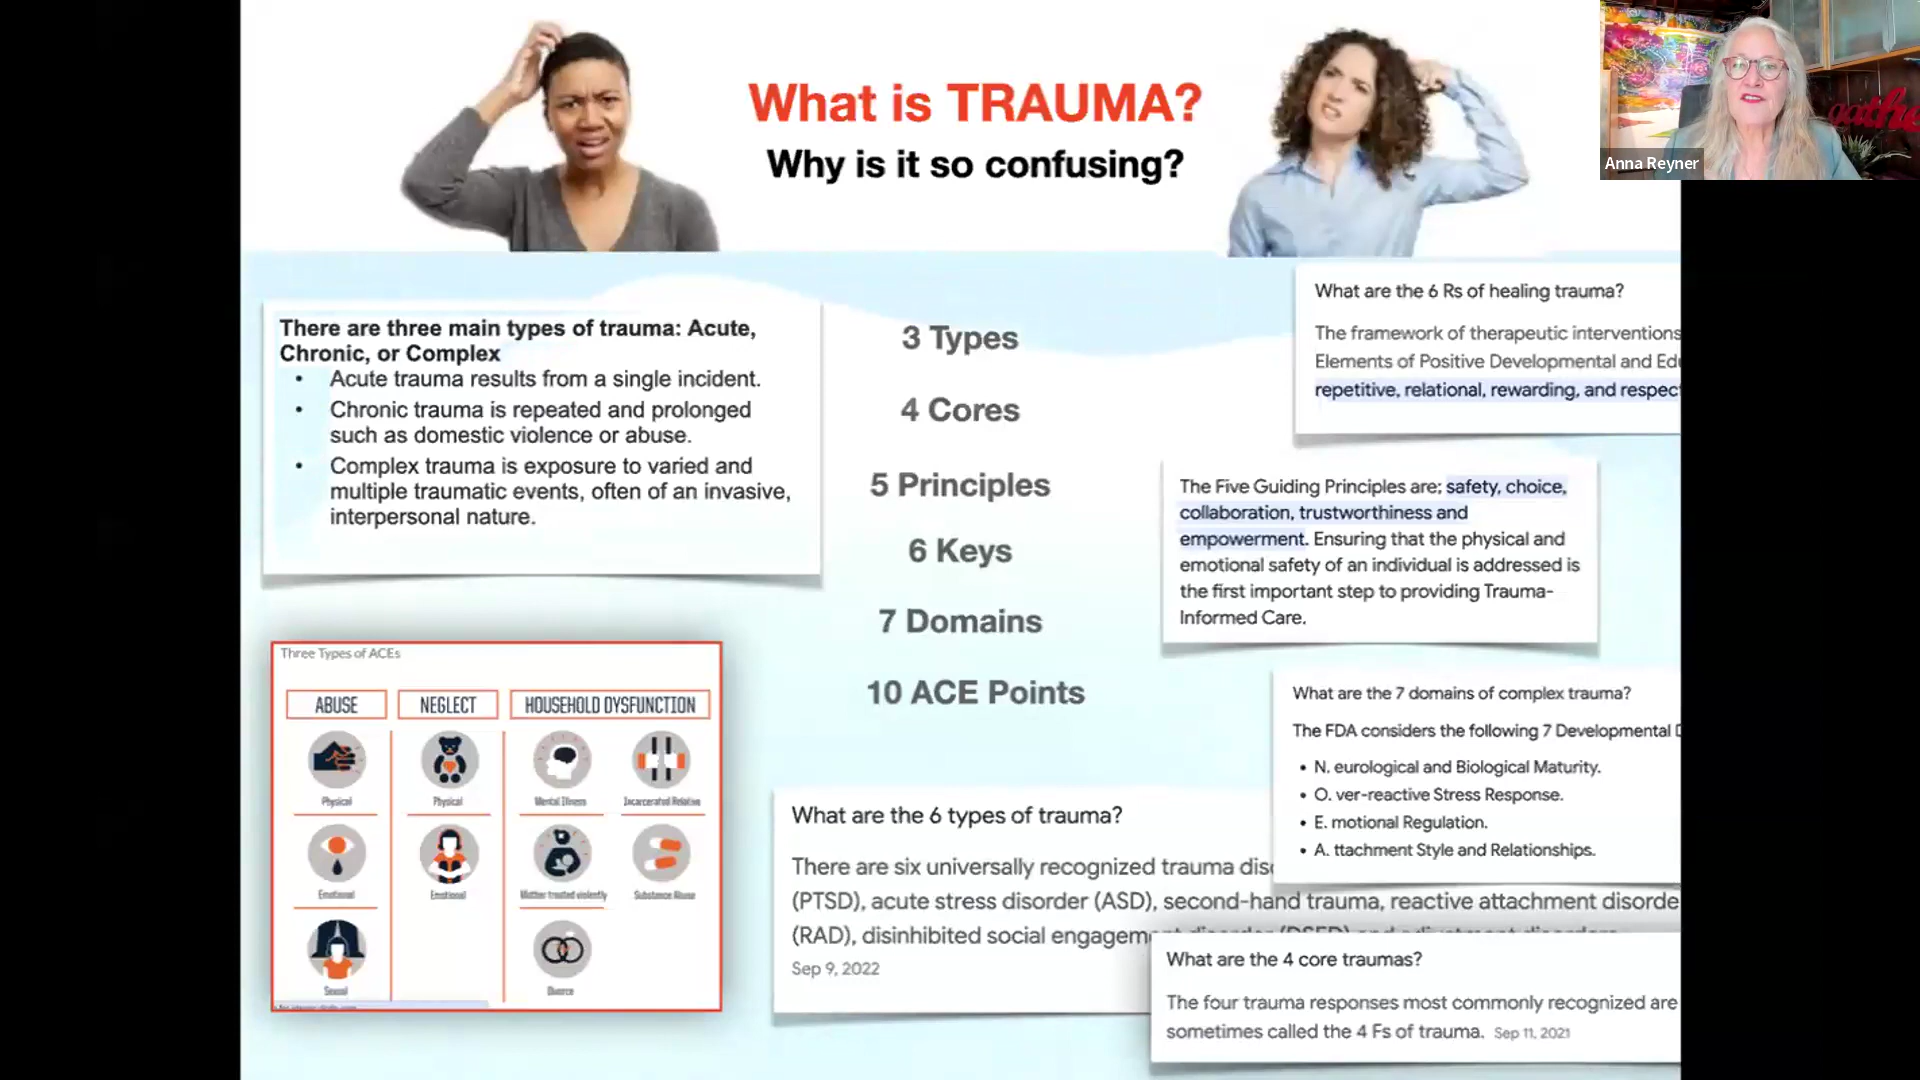 What is TRAUMA?
Why is it so confusing?
Anna Reyner
gathe
There are three main types of trauma: Acute,
Chronic, or Complex
• Acute trauma results from a single incident.
• Chronic trauma is repeated and prolonged
such as domestic violence or abuse.
• Complex trauma is exposure to varied and
multiple traumatic events, often of an invasive,
interpersonal nature.
3 Types
4 Cores
5 Principles
6 Keys
7 Domains
10 ACE Points
What are the 6 Rs of healing trauma?
The framework of therapeutic interventions
Elements of Positive Developmental and Edu
repetitive, relational, rewarding, and respect
The Five Guiding Principles are; safety, choice,
collaboration, trustworthiness and
empowerment. Ensuring that the physical and
emotional safety of an individual is addressed is
the first important step to providing Trauma-
Informed Care.
Three Types of ACEs
ABUSE
NEGLECT
HOUSEHOLD DYSFUNCTION
Physical
Physical
Mental Illness
Incarcerated Relative
Emotional
Emotional
Mother treated violently
Substance Abuse
Sexual
Divorce
What are the 7 domains of complex trauma?
The FDA considers the following 7 Developmental D
• N. eurological and Biological Maturity.
• O. ver-reactive Stress Response.
• E. motional Regulation.
• A. ttachment Style and Relationships.
What are the 6 types of trauma?
There are six universally recognized trauma diso
(PTSD), acute stress disorder (ASD), second-hand trauma, reactive attachment disorde
(RAD), disinhibited social engagem
Sep 9, 2022
What are the 4 core traumas?
The four trauma responses most commonly recognized are
sometimes called the 4 Fs of trauma. Sep 11, 2021